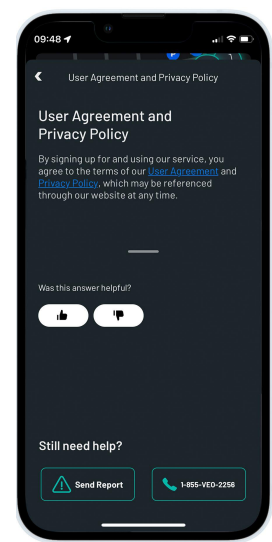 09:48
User Agreement and Privacy Policy
User Agreement and
Privacy Policy
By signing up for and using our service, you
agree to the terms of our User Agreement and
Privacy Policy, which may be referenced
through our website at any time.
Was this answer helpful?
Still need help?
Send Report
1-855-VEO-2256